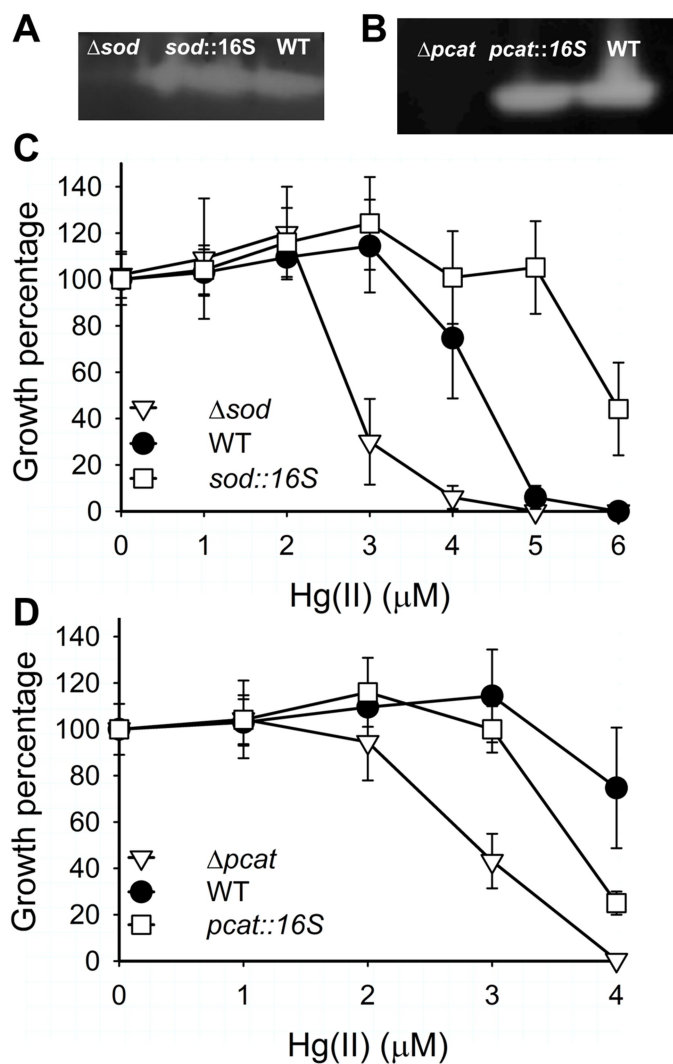 A
Δsod sod::16S WT
B
Δpcat pcat::16S WT
C
Growth percentage
140
120
100
80
60
40
20
0
Δsod
WT
sod::16S
0 1 2 3 4 5 6
Hg(II) (μM)
D
Growth percentage
140
120
100
80
60
40
20
0
Δpcat
WT
pcat::16S
0 1 2 3 4
Hg(II) (μM)